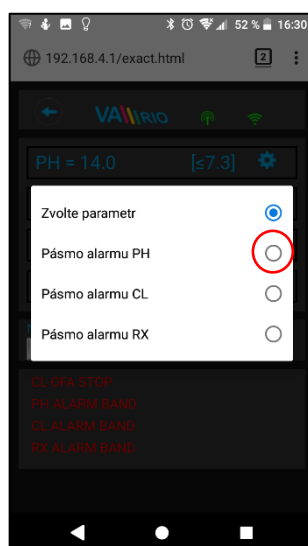 52 % 16:30
192.168.4.1/exact.html 2
VA\\\RIO
PH = 14.0 [≤7.3]
Zvolte parametr
Pásmo alarmu PH
Pásmo alarmu CL
Pásmo alarmu RX
CL OFA STOP
PH ALARM BAND
CL ALARM BAND
RX ALARM BAND